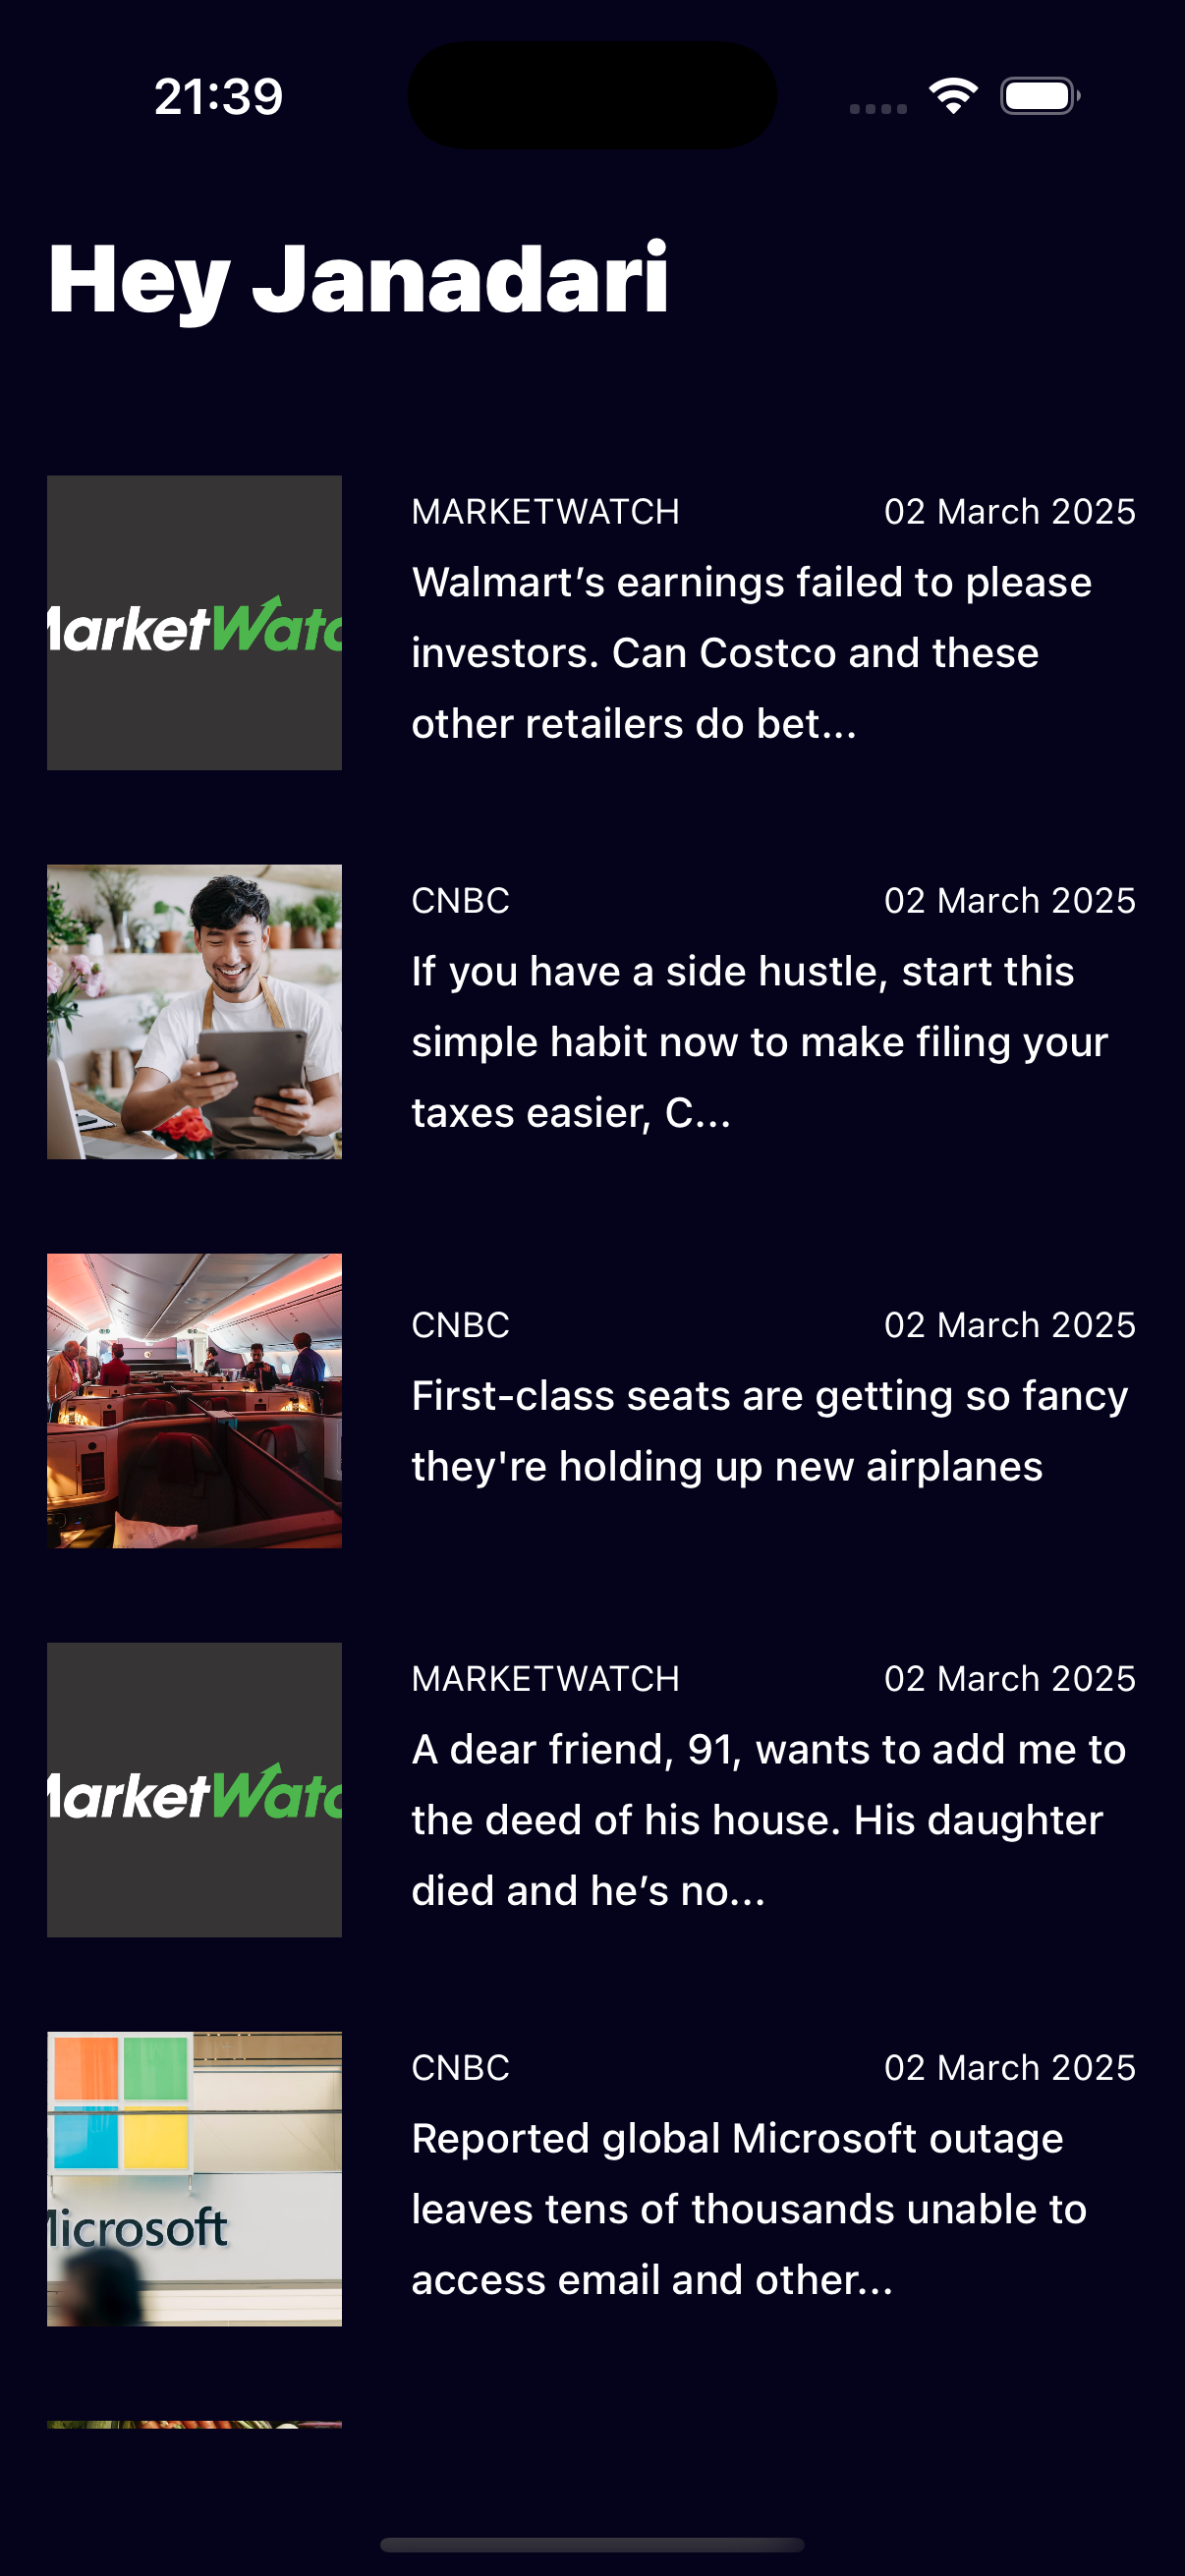 21:39
Hey Janadari
MarketWatc
MARKETWATCH 02 March 2025
Walmart’s earnings failed to please
investors. Can Costco and these
other retailers do bet...
CNBC 02 March 2025
If you have a side hustle, start this
simple habit now to make filing your
taxes easier, C...
CNBC 02 March 2025
First-class seats are getting so fancy
they're holding up new airplanes
MarketWatc
MARKETWATCH 02 March 2025
A dear friend, 91, wants to add me to
the deed of his house. His daughter
died and he’s no...
Microsoft
CNBC 02 March 2025
Reported global Microsoft outage
leaves tens of thousands unable to
access email and other...